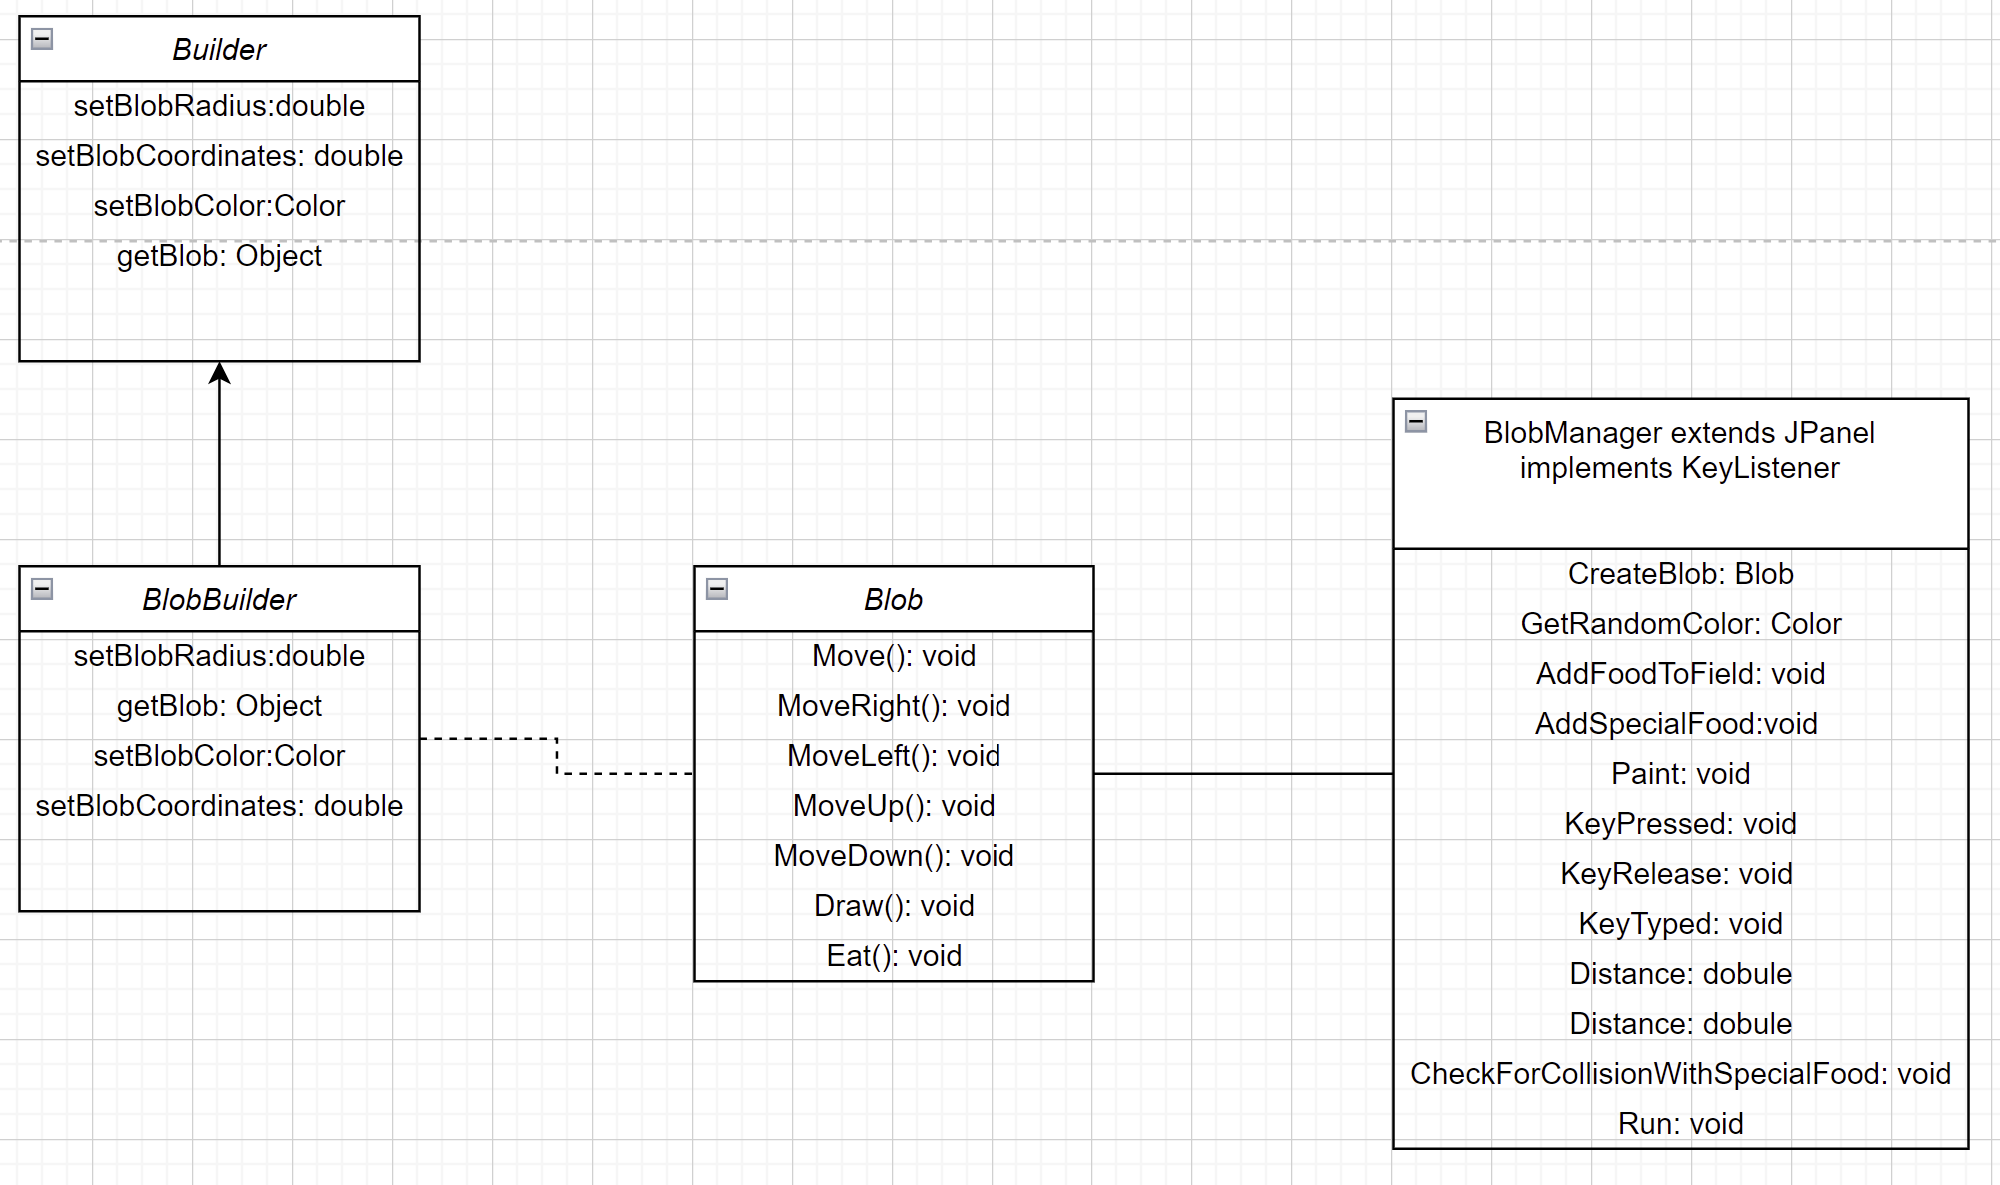 Builder
setBlobRadius:double
setBlobCoordinates: double
setBlobColor:Color
getBlob: Object
BlobBuilder
setBlobRadius:double
getBlob: Object
setBlobColor:Color
setBlobCoordinates: double
Blob
Move(): void
MoveRight(): void
MoveLeft(): void
MoveUp(): void
MoveDown(): void
Draw(): void
Eat(): void
BlobManager extends JPanel
implements KeyListener
CreateBlob: Blob
GetRandomColor: Color
AddFoodToField: void
AddSpecialFood:void
Paint: void
KeyPressed: void
KeyRelease: void
KeyTyped: void
Distance: dobule
Distance: dobule
CheckForCollisionWithSpecialFood: void
Run: void